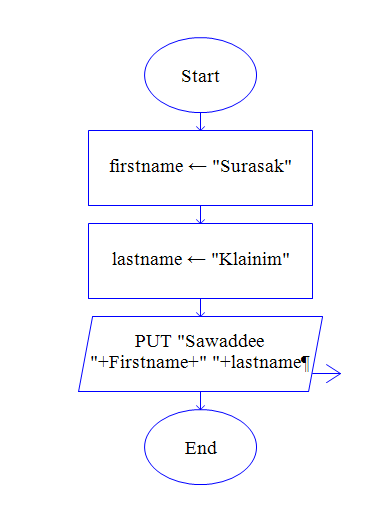 Start
firstname ← "Surasak"
lastname ← "Klainim"
PUT "Sawaddee
"+Firstname+" "+lastname¶
End